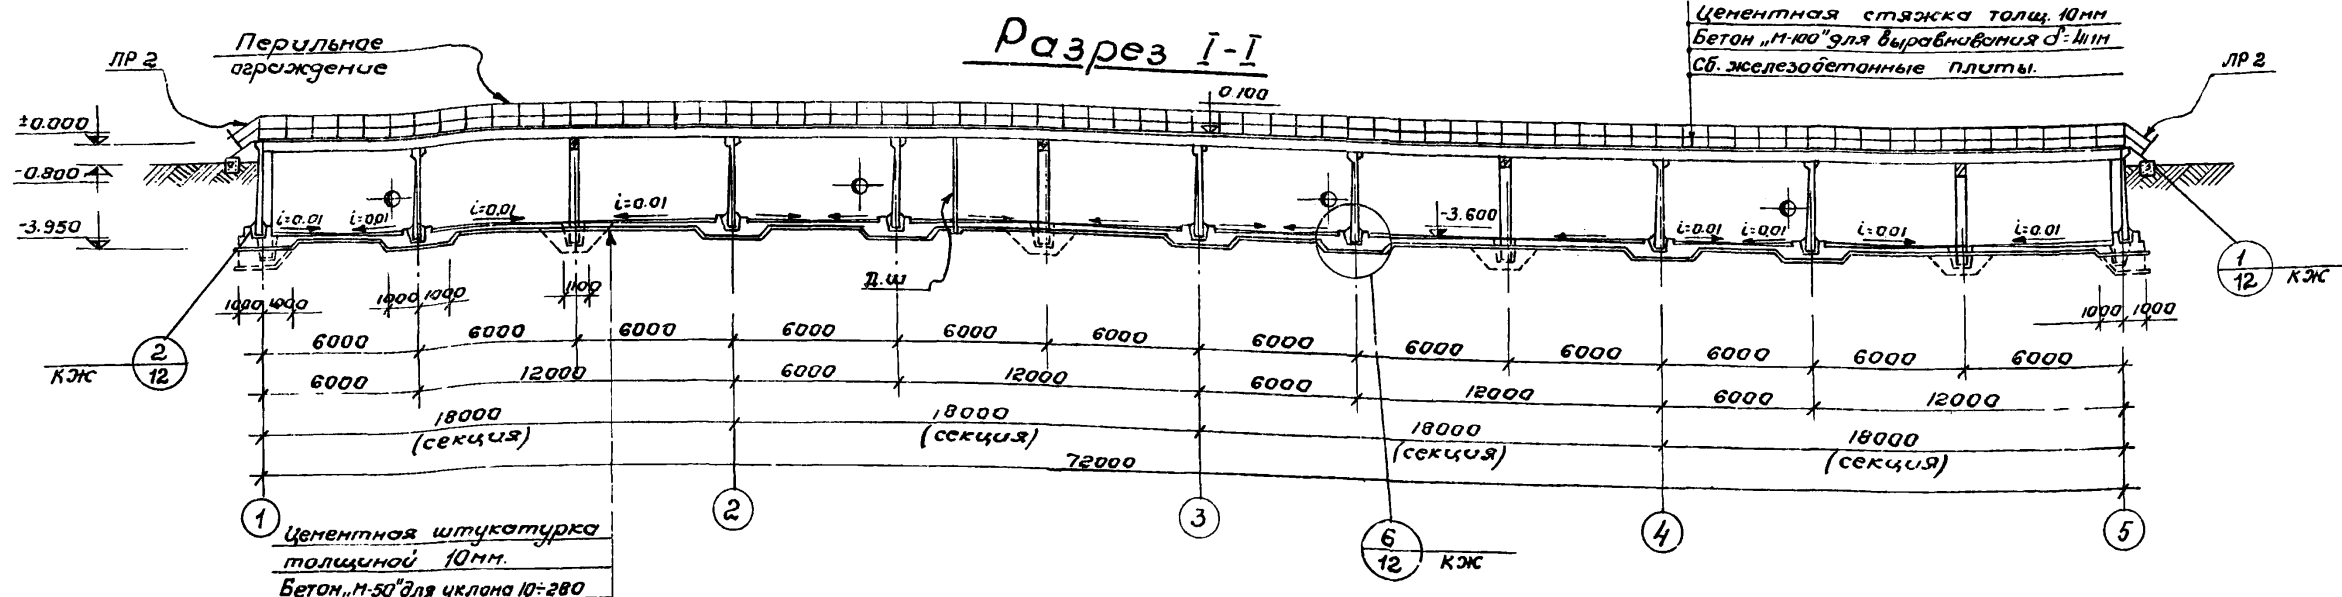 Разрез I-I
Цементная стяжка толщ. 10мм
Бетон „М-100" для выравнивания
Сб. железобетонные плиты.
Перильное
ограждение
ЛР 2
ЛР 2
±0.000
0.100
-0.800
-3.950
-3.600
i=0.01 i=0.01 i=0.01 i=0.01 i=0.01 i=0.01 i=0.01 i=0.01
Д.ш
1000 1000 1000 1000 1100 1000 1000
1
12 КЖ
2
12
КЖ
6000 6000 6000 6000 6000 6000 6000 6000 6000 6000 6000 6000
6000 12000 6000 12000 6000 12000 6000 12000
18000 18000 18000 18000
(секция) (секция) (секция) (секция)
72000
1 2 3 4 5
6
12 КЖ
Цементная штукатурка
толщиной 10мм.
Бетон „М-50" для уклона 10÷280